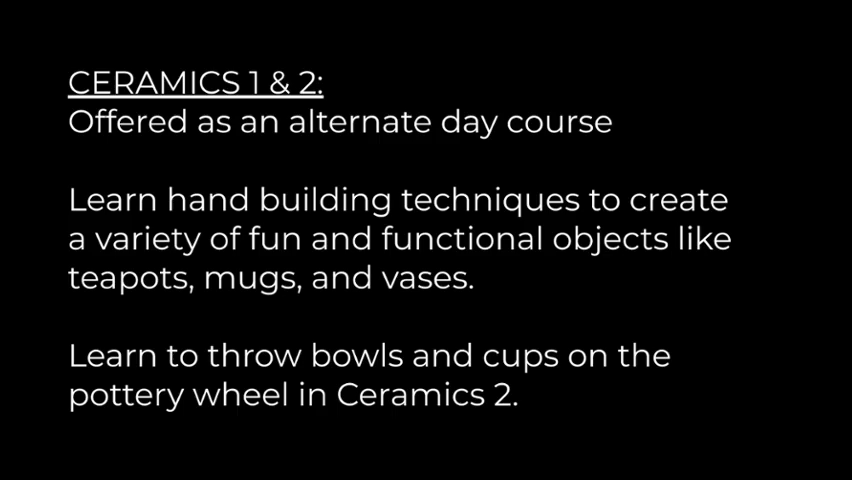 CERAMICS 1 & 2:
Offered as an alternate day course
Learn hand building techniques to create
a variety of fun and functional objects like
teapots, mugs, and vases.
Learn to throw bowls and cups on the
pottery wheel in Ceramics 2.